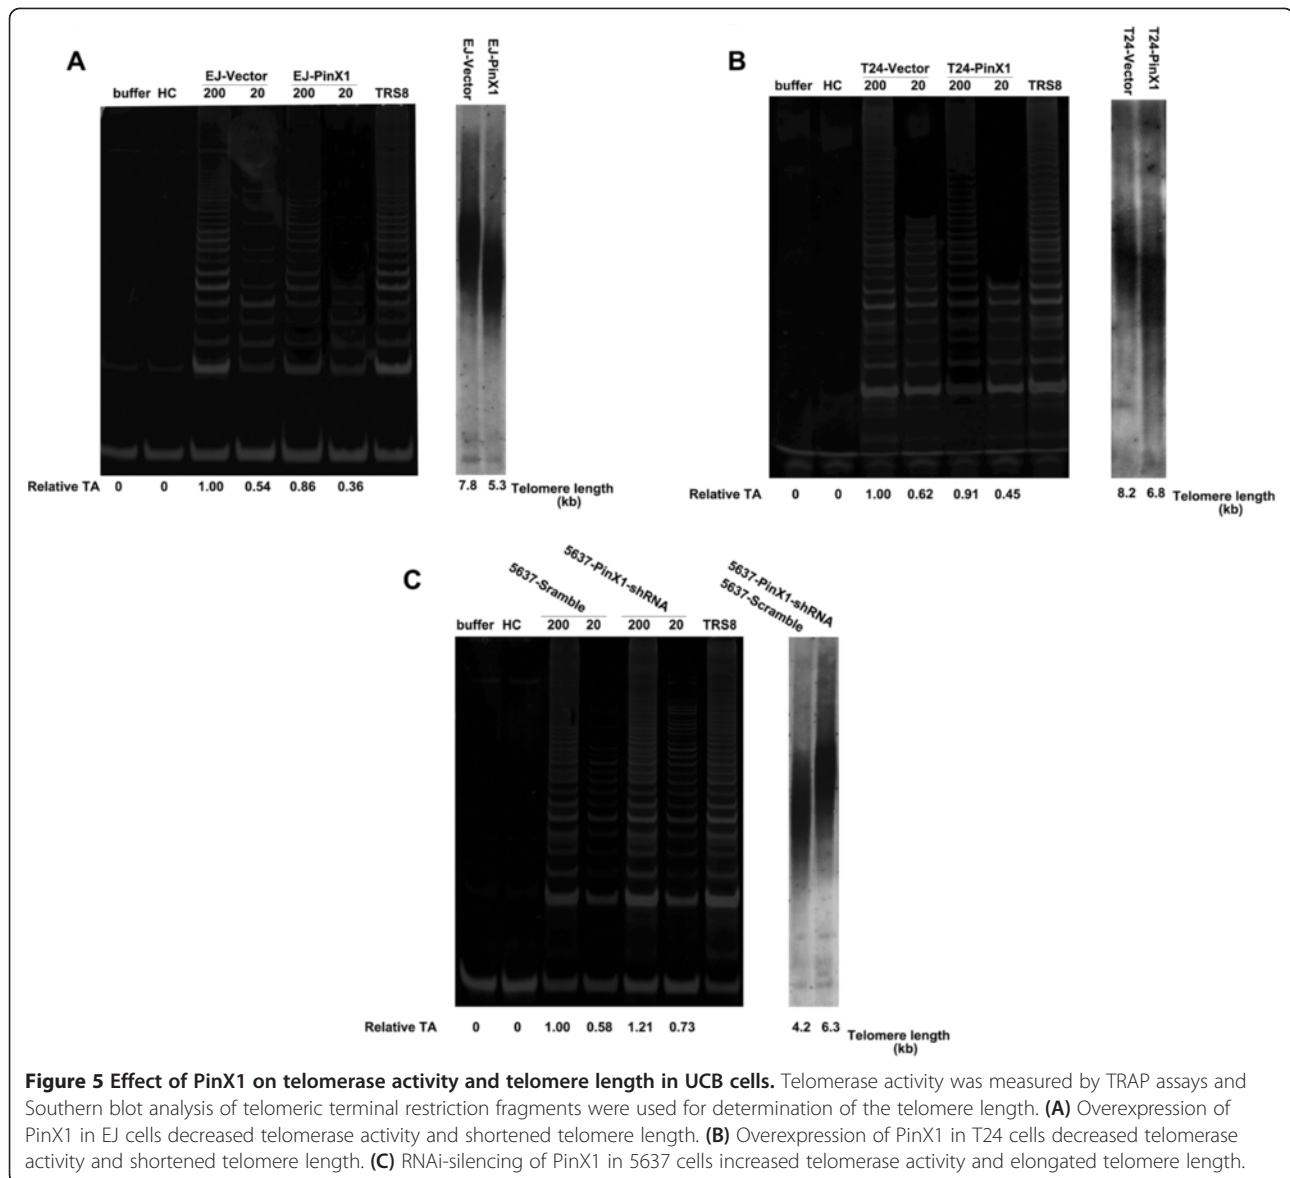 A
EJ-Vector EJ-PinX1
buffer HC 200 20 200 20 TRS8
EJ-Vector
EJ-PinX1
Relative TA 0 0 1.00 0.54 0.86 0.36
7.8 5.3 Telomere length
(kb)
B
T24-Vector T24-PinX1
buffer HC 200 20 200 20 TRS8
T24-Vector
T24-PinX1
Relative TA 0 0 1.00 0.62 0.91 0.45
8.2 6.8 Telomere length
(kb)
C
5637-Sramble
5637-PinX1-shRNA
buffer HC 200 20 200 20 TRS8
5637-PinX1-shRNA
5637-Scramble
Relative TA 0 0 1.00 0.58 1.21 0.73
4.2 6.3 Telomere length
(kb)
Figure 5 Effect of PinX1 on telomerase activity and telomere length in UCB cells. Telomerase activity was measured by TRAP assays and
Southern blot analysis of telomeric terminal restriction fragments were used for determination of the telomere length. (A) Overexpression of
PinX1 in EJ cells decreased telomerase activity and shortened telomere length. (B) Overexpression of PinX1 in T24 cells decreased telomerase
activity and shortened telomere length. (C) RNAi-silencing of PinX1 in 5637 cells increased telomerase activity and elongated telomere length.